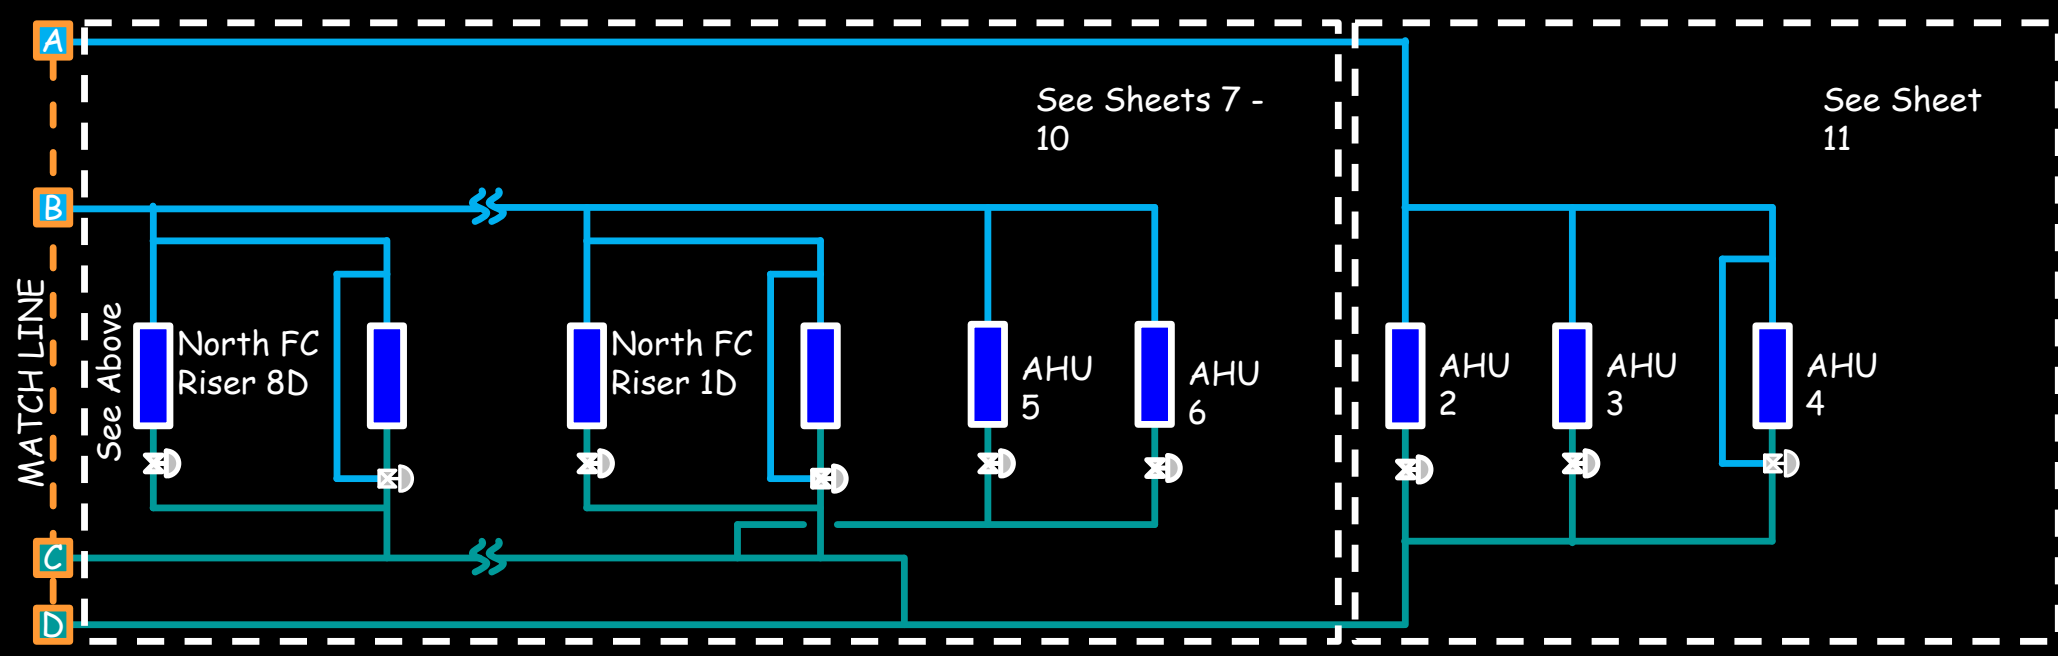 A
See Sheets 7 -
10
See Sheet
11
B
MATCH LINE
See Above
North FC
Riser 8D
North FC
Riser 1D
AHU
5
AHU
6
AHU
2
AHU
3
AHU
4
C
D